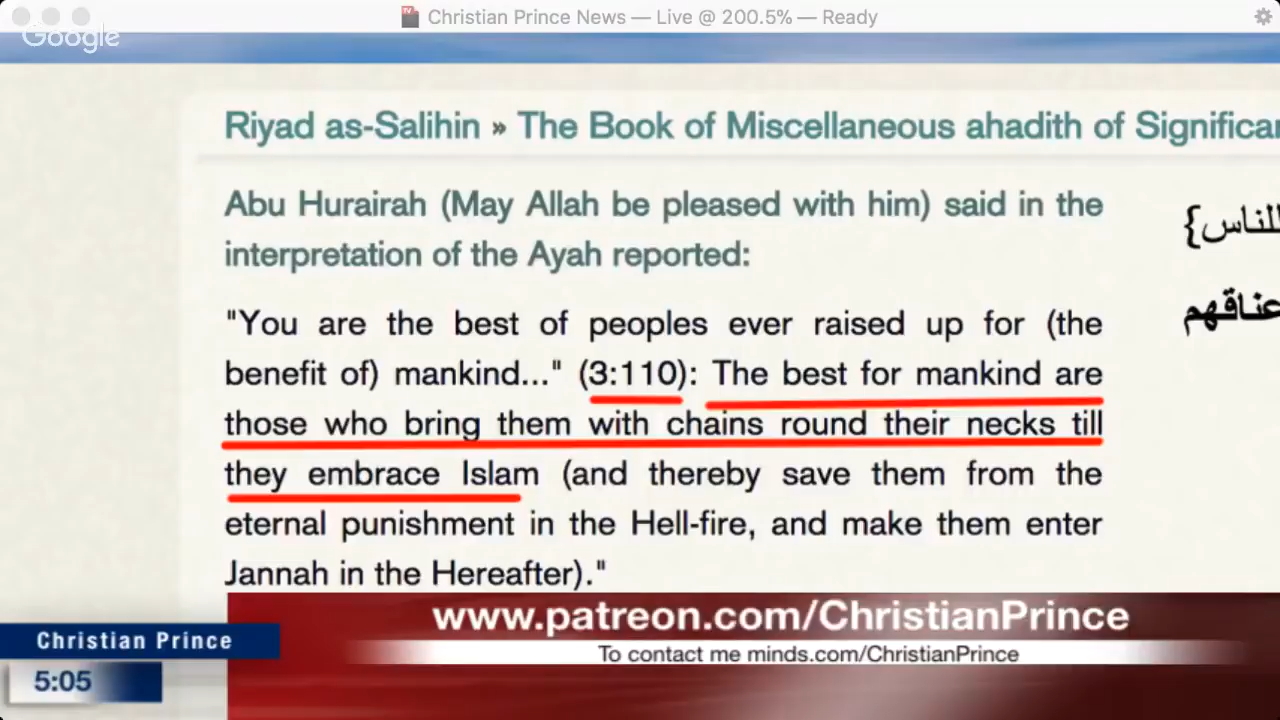 Christian Prince News — Live @ 200.5% — Ready
Google
Riyad as-Salihin » The Book of Miscellaneous ahadith of
Abu Hurairah (May Allah be pleased with him) said in the
interpretation of the Ayah reported:
للناس}
"You are the best of peoples ever raised up for (the
benefit of) mankind..." (3:110): The best for mankind are
those who bring them with chains round their necks till
they embrace Islam (and thereby save them from the
eternal punishment in the Hell-fire, and make them enter
Jannah in the Hereafter)."
www.patreon.com/ChristianPrince
Christian Prince
To contact me minds.com/ChristianPrince
5:05